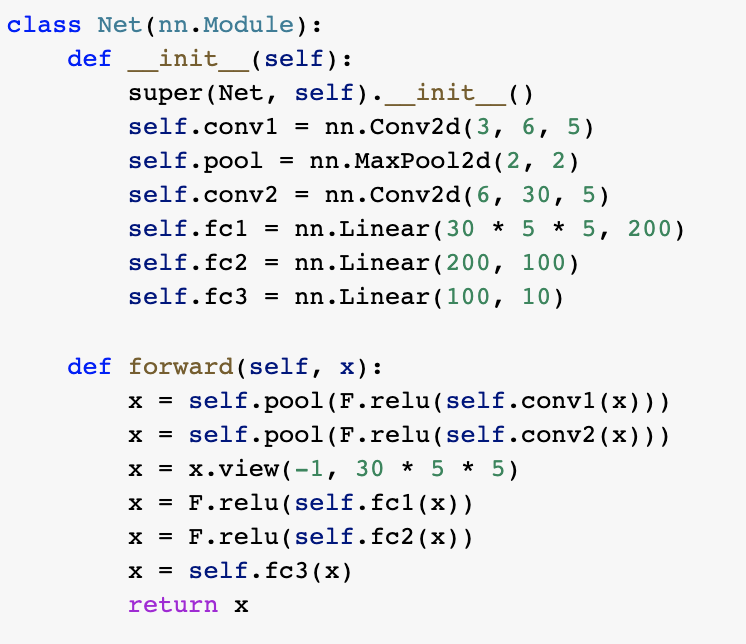 class Net(nn.Module):
    def __init__(self):
        super(Net, self).__init__()
        self.conv1 = nn.Conv2d(3, 6, 5)
        self.pool = nn.MaxPool2d(2, 2)
        self.conv2 = nn.Conv2d(6, 30, 5)
        self.fc1 = nn.Linear(30 * 5 * 5, 200)
        self.fc2 = nn.Linear(200, 100)
        self.fc3 = nn.Linear(100, 10)

    def forward(self, x):
        x = self.pool(F.relu(self.conv1(x)))
        x = self.pool(F.relu(self.conv2(x)))
        x = x.view(-1, 30 * 5 * 5)
        x = F.relu(self.fc1(x))
        x = F.relu(self.fc2(x))
        x = self.fc3(x)
        return x